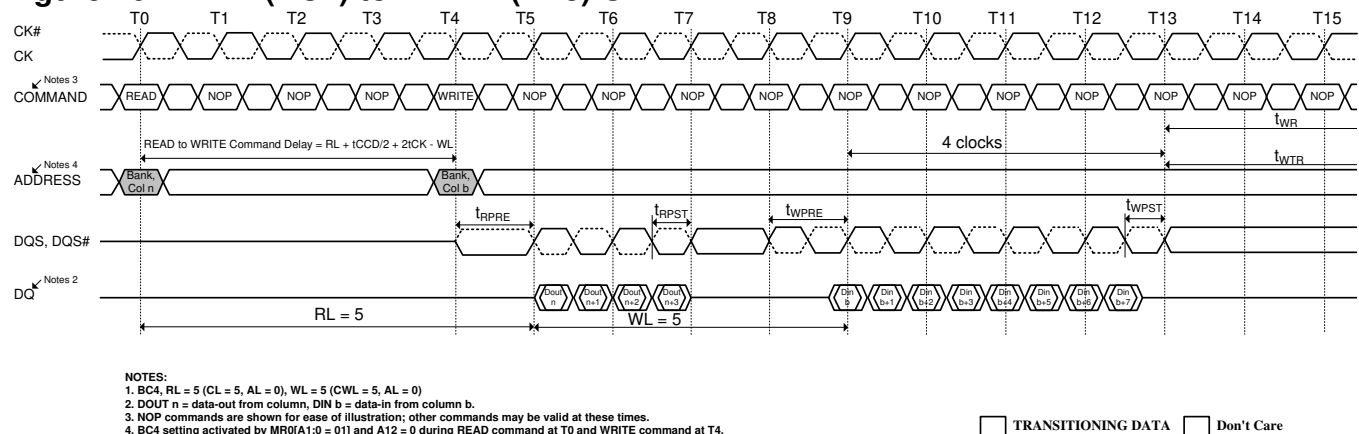 T0 T1 T2 T3 T4 T5 T6 T7 T8 T9 T10 T11 T12 T13 T14 T15
CK#
CK
Notes 3
COMMAND READ NOP NOP NOP WRITE NOP NOP NOP NOP NOP NOP NOP NOP NOP NOP NOP
tWR
READ to WRITE Command Delay = RL + tCCD/2 + 2tCK - WL
4 clocks
tWTR
Notes 4
ADDRESS
Bank, Col n
Bank, Col b
tRPRE tRPST tWPRE tWPST
DQS, DQS#
Notes 2
DQ
Dout n
Dout n+1
Dout n+2
Dout n+3
Din b
Din b+1
Din b+2
Din b+3
Din b+4
Din b+5
Din b+6
Din b+7
RL = 5 WL = 5
NOTES:
1. BC4, RL = 5 (CL = 5, AL = 0), WL = 5 (CWL = 5, AL = 0)
2. DOUT n = data-out from column, DIN b = data-in from column b.
3. NOP commands are shown for ease of illustration; other commands may be valid at these times.
4. BC4 setting activated by MR0[A1:0 = 01] and A12 = 0 during READ command at T0 and WRITE command at T4.
TRANSITIONING DATA Don't Care